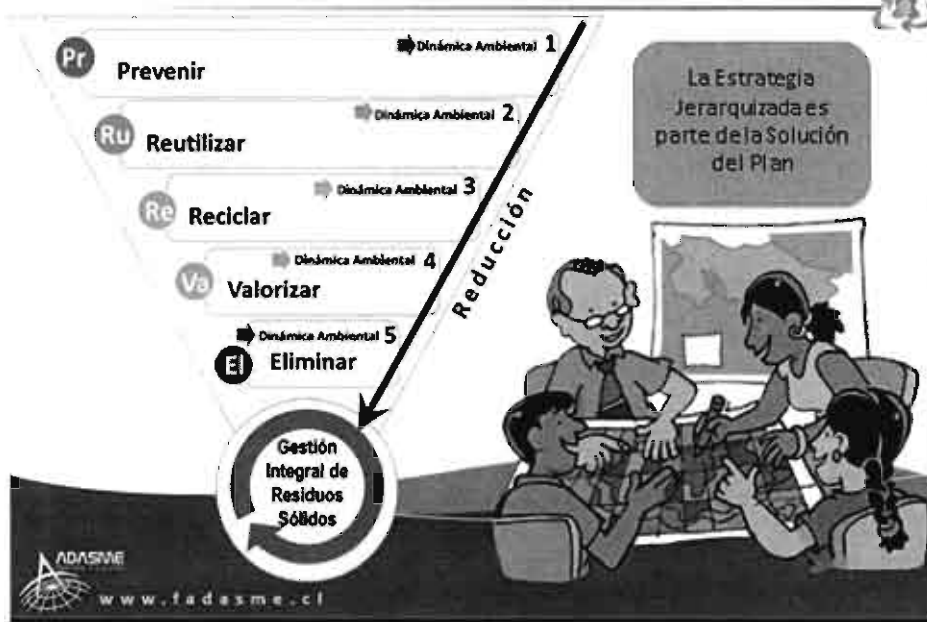 Pr
Dinámica Ambiental 1
Prevenir
Ru
Dinámica Ambiental 2
Reutilizar
Re
Dinámica Ambiental 3
Reciclar
Va
Dinámica Ambiental 4
Valorizar
El
Dinámica Ambiental 5
Eliminar
Reducción
Gestión
Integral de
Residuos
Sólidos
La Estrategia
Jerarquizada es
parte de la Solución
del Plan
ADASME
www.fadasme.cl